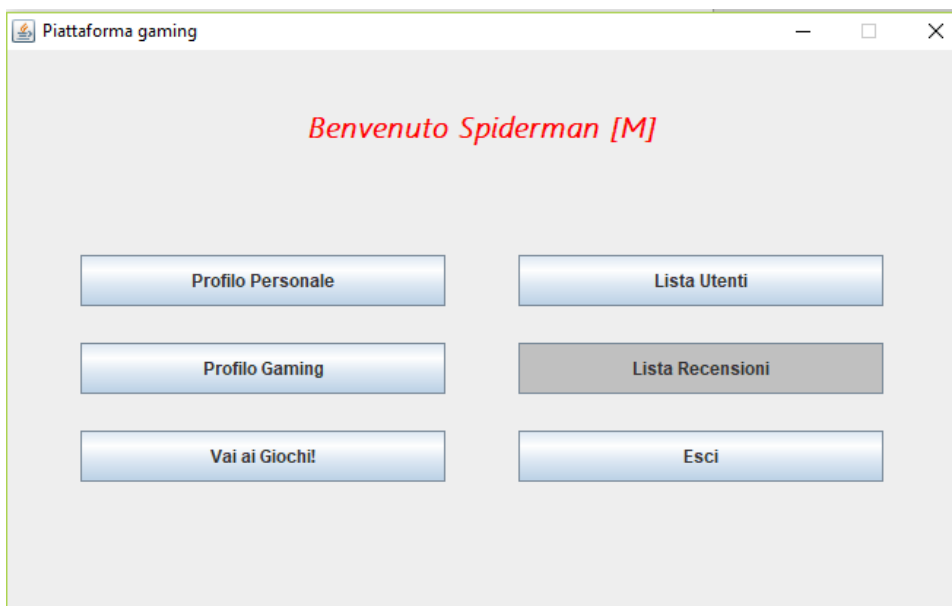 Piattaforma gaming
Benvenuto Spiderman [M]
Profilo Personale
Lista Utenti
Profilo Gaming
Lista Recensioni
Vai ai Giochi!
Esci